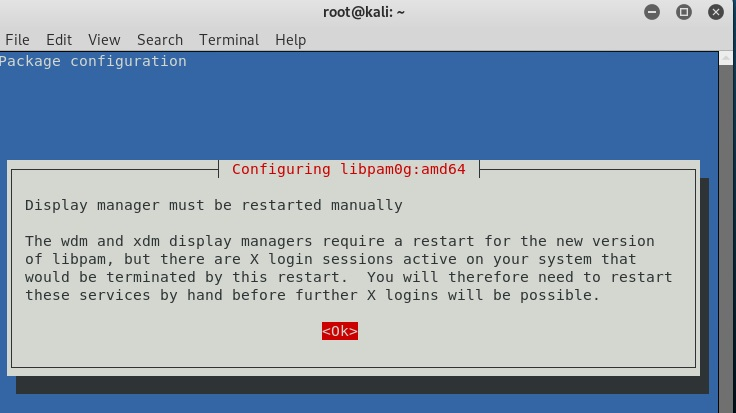 root@kali: ~
File Edit View Search Terminal Help
Package configuration
Configuring libpam0g:amd64
Display manager must be restarted manually
The wdm and xdm display managers require a restart for the new version
of libpam, but there are X login sessions active on your system that
would be terminated by this restart.  You will therefore need to restart
these services by hand before further X logins will be possible.
<Ok>